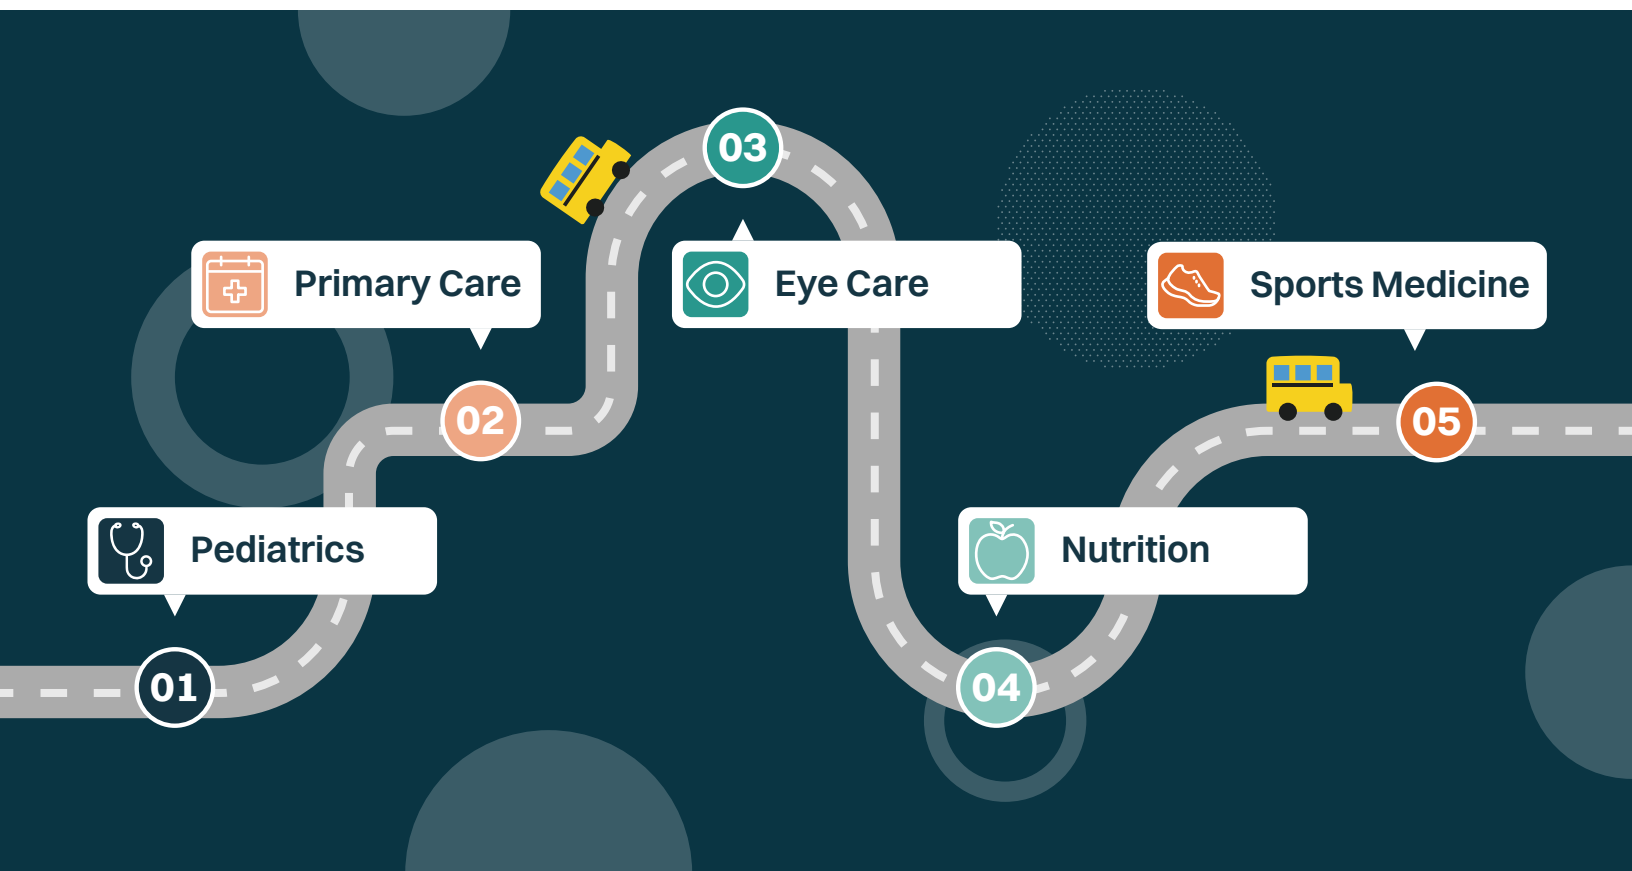 01
Pediatrics
02
Primary Care
03
Eye Care
04
Nutrition
05
Sports Medicine